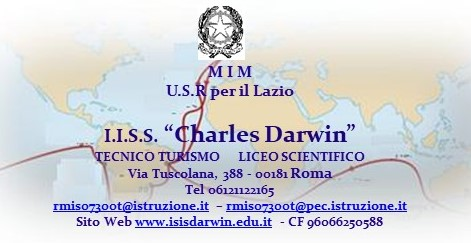 M I M
U.S.R per il Lazio
I.I.S.S. “Charles Darwin”
TECNICO TURISMO LICEO SCIENTIFICO
Via Tuscolana, 388 - 00181 Roma
Tel 06121122165
rmis07300t@istruzione.it – rmis07300t@pec.istruzione.it
Sito Web www.isisdarwin.edu.it - CF 96066250588